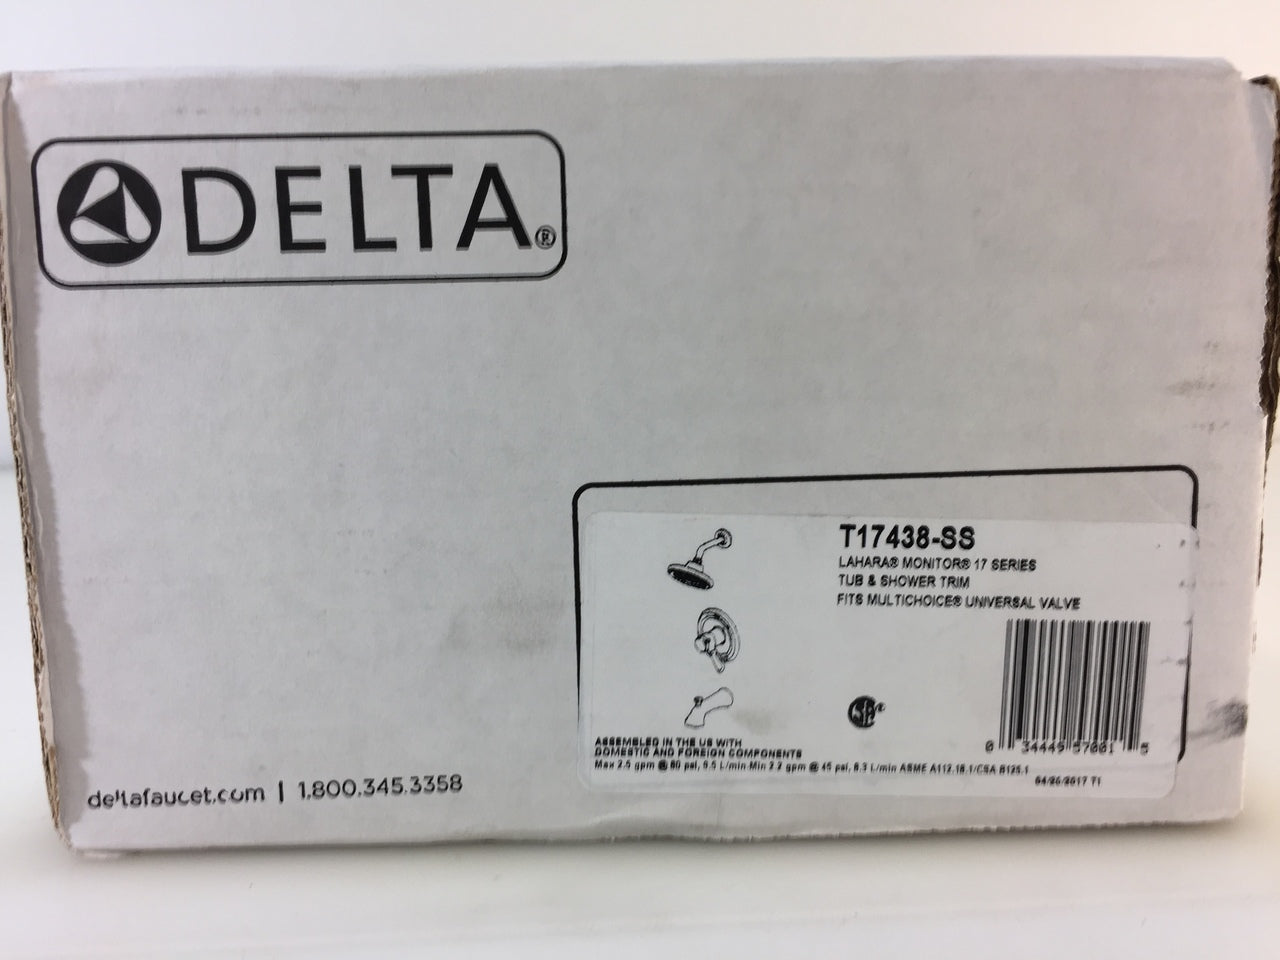 DELTA®
T17438-SS
LAHARA® MONITOR® 17 SERIES
TUB & SHOWER TRIM
FITS MULTICHOICE® UNIVERSAL VALVE
0 34449 57001 5
ASSEMBLED IN THE US WITH
DOMESTIC AND FOREIGN COMPONENTS
Max 2.5 gpm @ 80 psi, 9.5 L/min Min 2.2 gpm @ 45 psi, 8.3 L/min ASME A112.18.1/CSA B125.1
04/26/2017 T1
deltafaucet.com | 1.800.345.3358